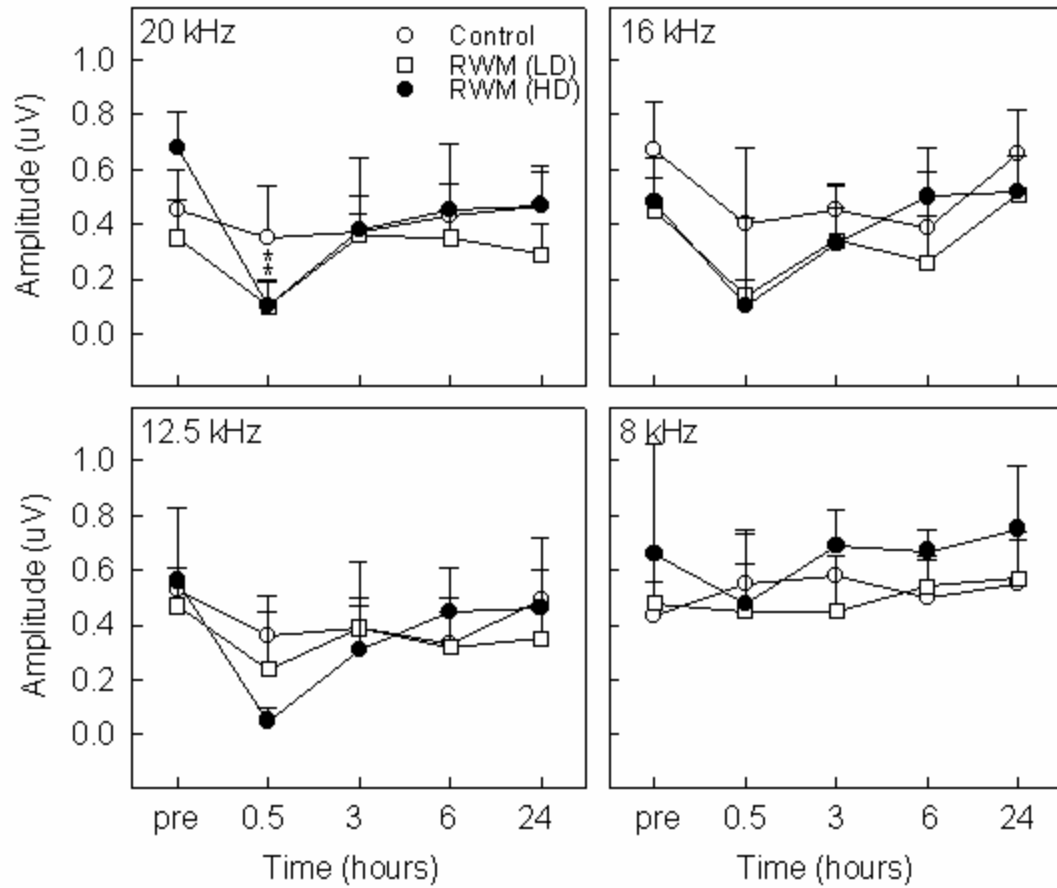 20 kHz
Control
RWM (LD)
RWM (HD)
16 kHz
1.0
0.8
0.6
0.4
0.2
0.0
Amplitude (uV)
**
12.5 kHz
8 kHz
1.0
0.8
0.6
0.4
0.2
0.0
Amplitude (uV)
pre 0.5 3 6 24
pre 0.5 3 6 24
Time (hours)
Time (hours)